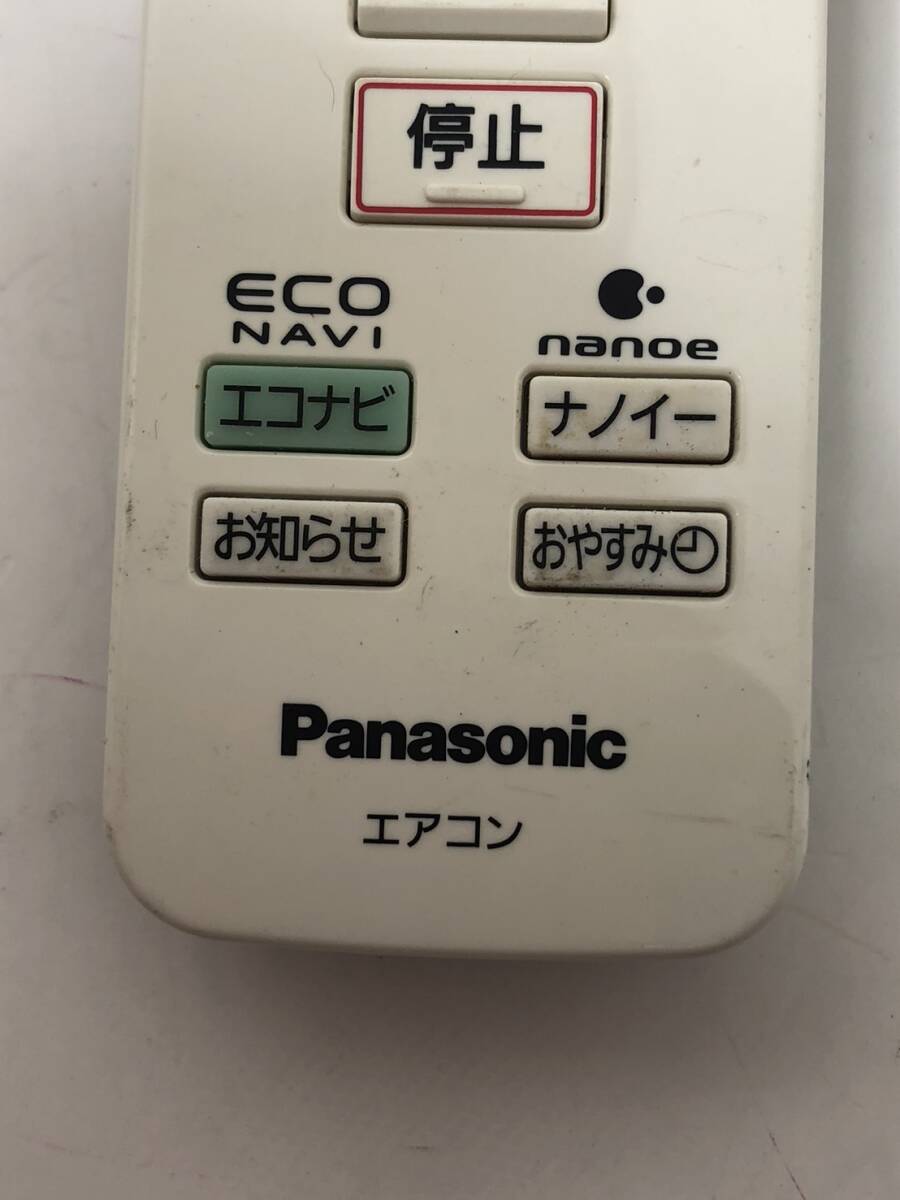 停止
ECO
NAVI
nanoe
エコナビ
ナノイー
お知らせ
おやすみ
Panasonic
エアコン